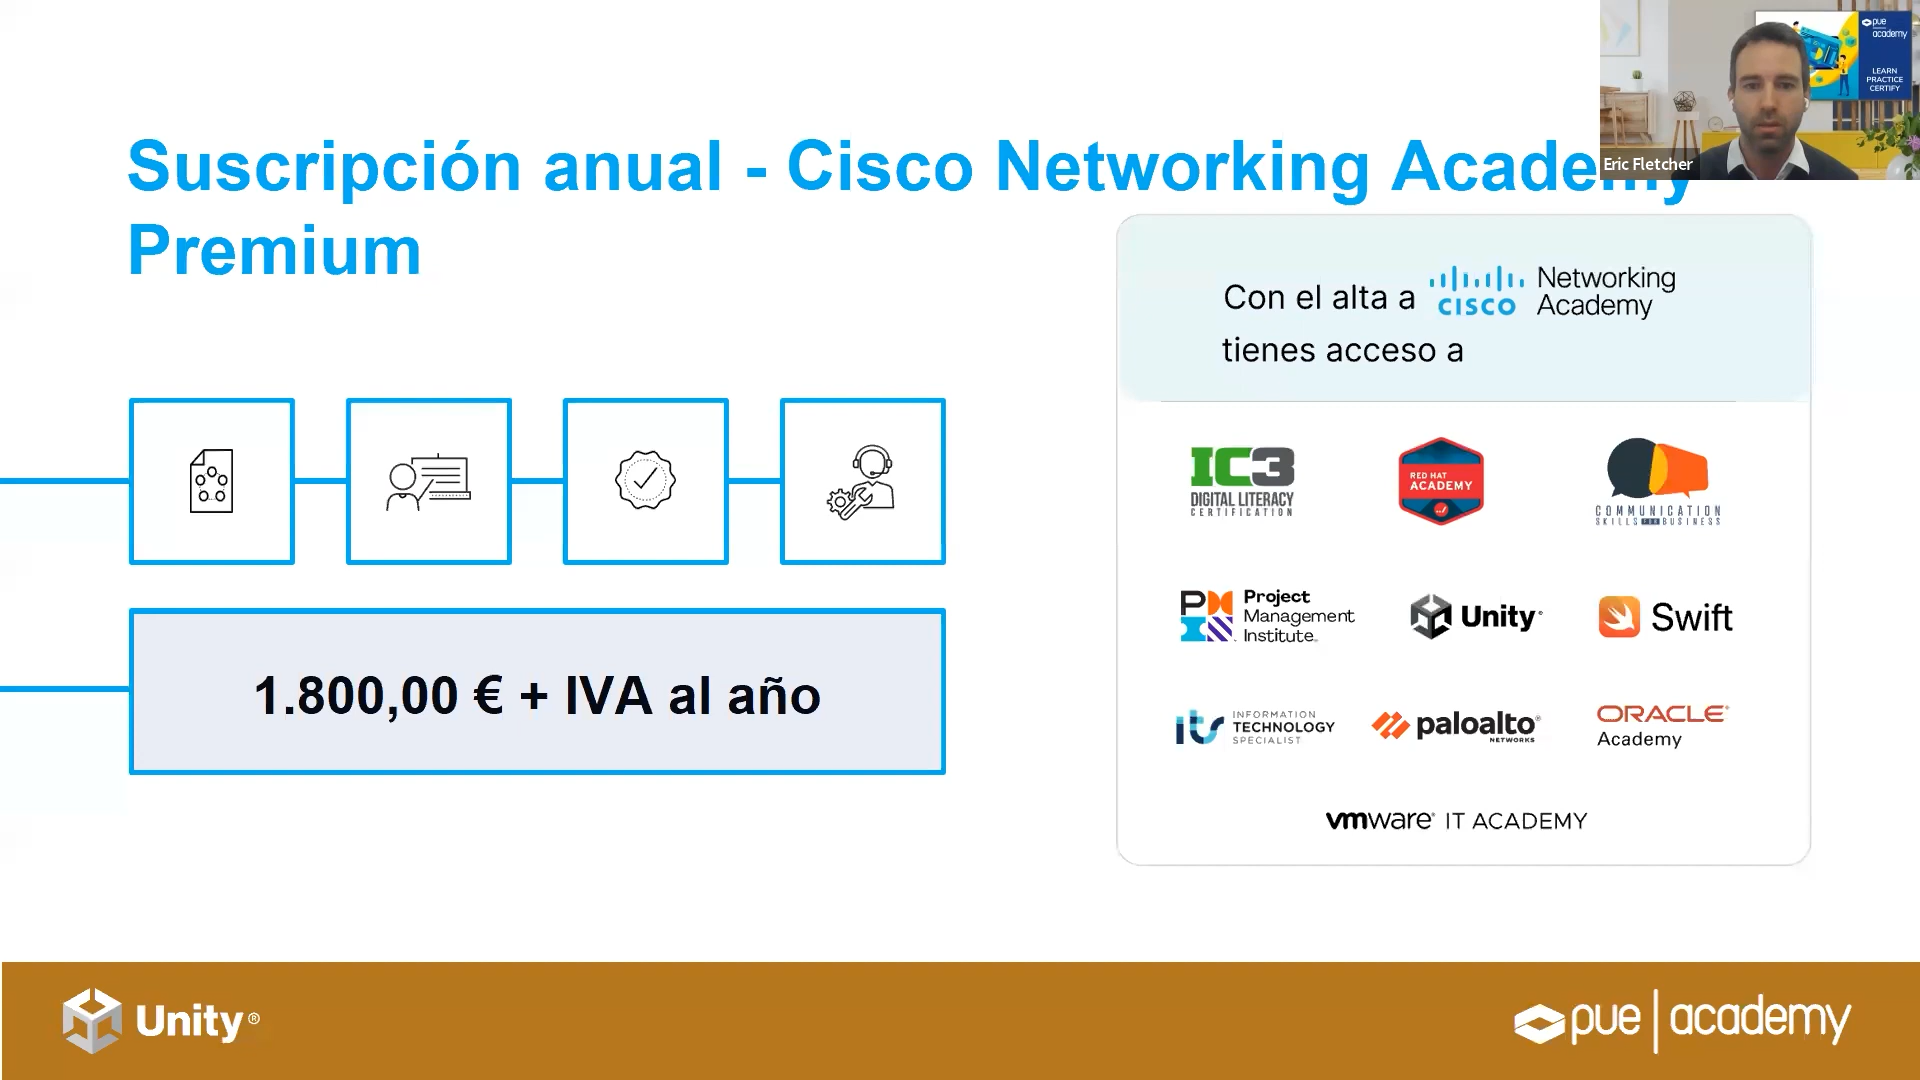 Suscripción anual - Cisco Networking Academy
Premium
pue
academy
LEARN
PRACTICE
CERTIFY
Eric Fletcher
Con el alta a
cisco
Networking
Academy
tienes acceso a
IC3
DIGITAL LITERACY
CERTIFICATION
RED HAT
ACADEMY
COMMUNICATION
SKILLS FOR BUSINESS
Project
Management
Institute
Unity
Swift
its
INFORMATION
TECHNOLOGY
SPECIALIST
paloalto
NETWORKS
ORACLE
Academy
vmware IT ACADEMY
1.800,00 € + IVA al año
Unity®
pue | academy